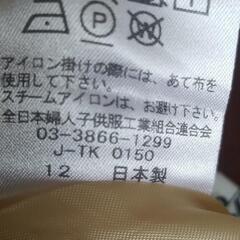 アイロン掛けの際には、あて布を
使用して下さい。
スチームアイロンは、お避け下さい。
全日本婦人子供服工業組合連合会
03-3866-1299
J-TK 0150
12 日本製